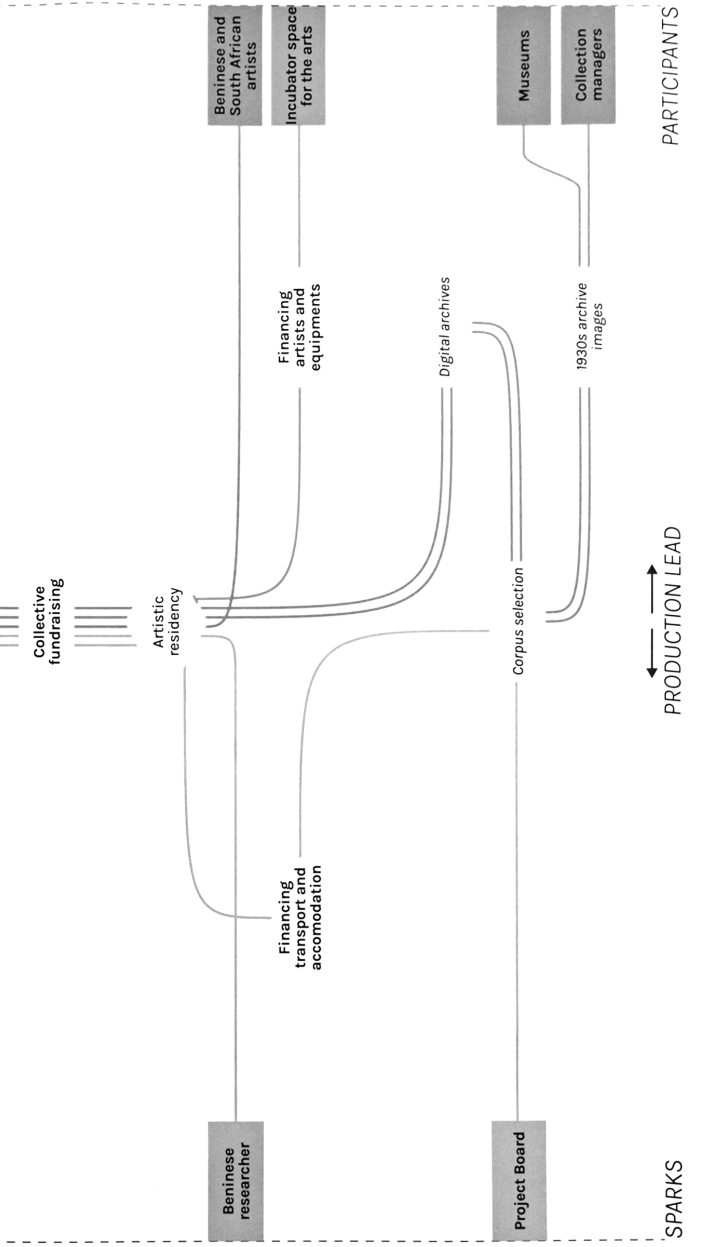 Collective
fundraising
Artistic
residency
Beninese
researcher
Beninese and
South African
artists
Financing
transport and
accomodation
Financing
artists and
equipments
Incubator space
for the arts
Digital archives
Project Board
Corpus selection
Museums
1930s archive
images
Collection
managers
SPARKS
PRODUCTION LEAD
PARTICIPANTS